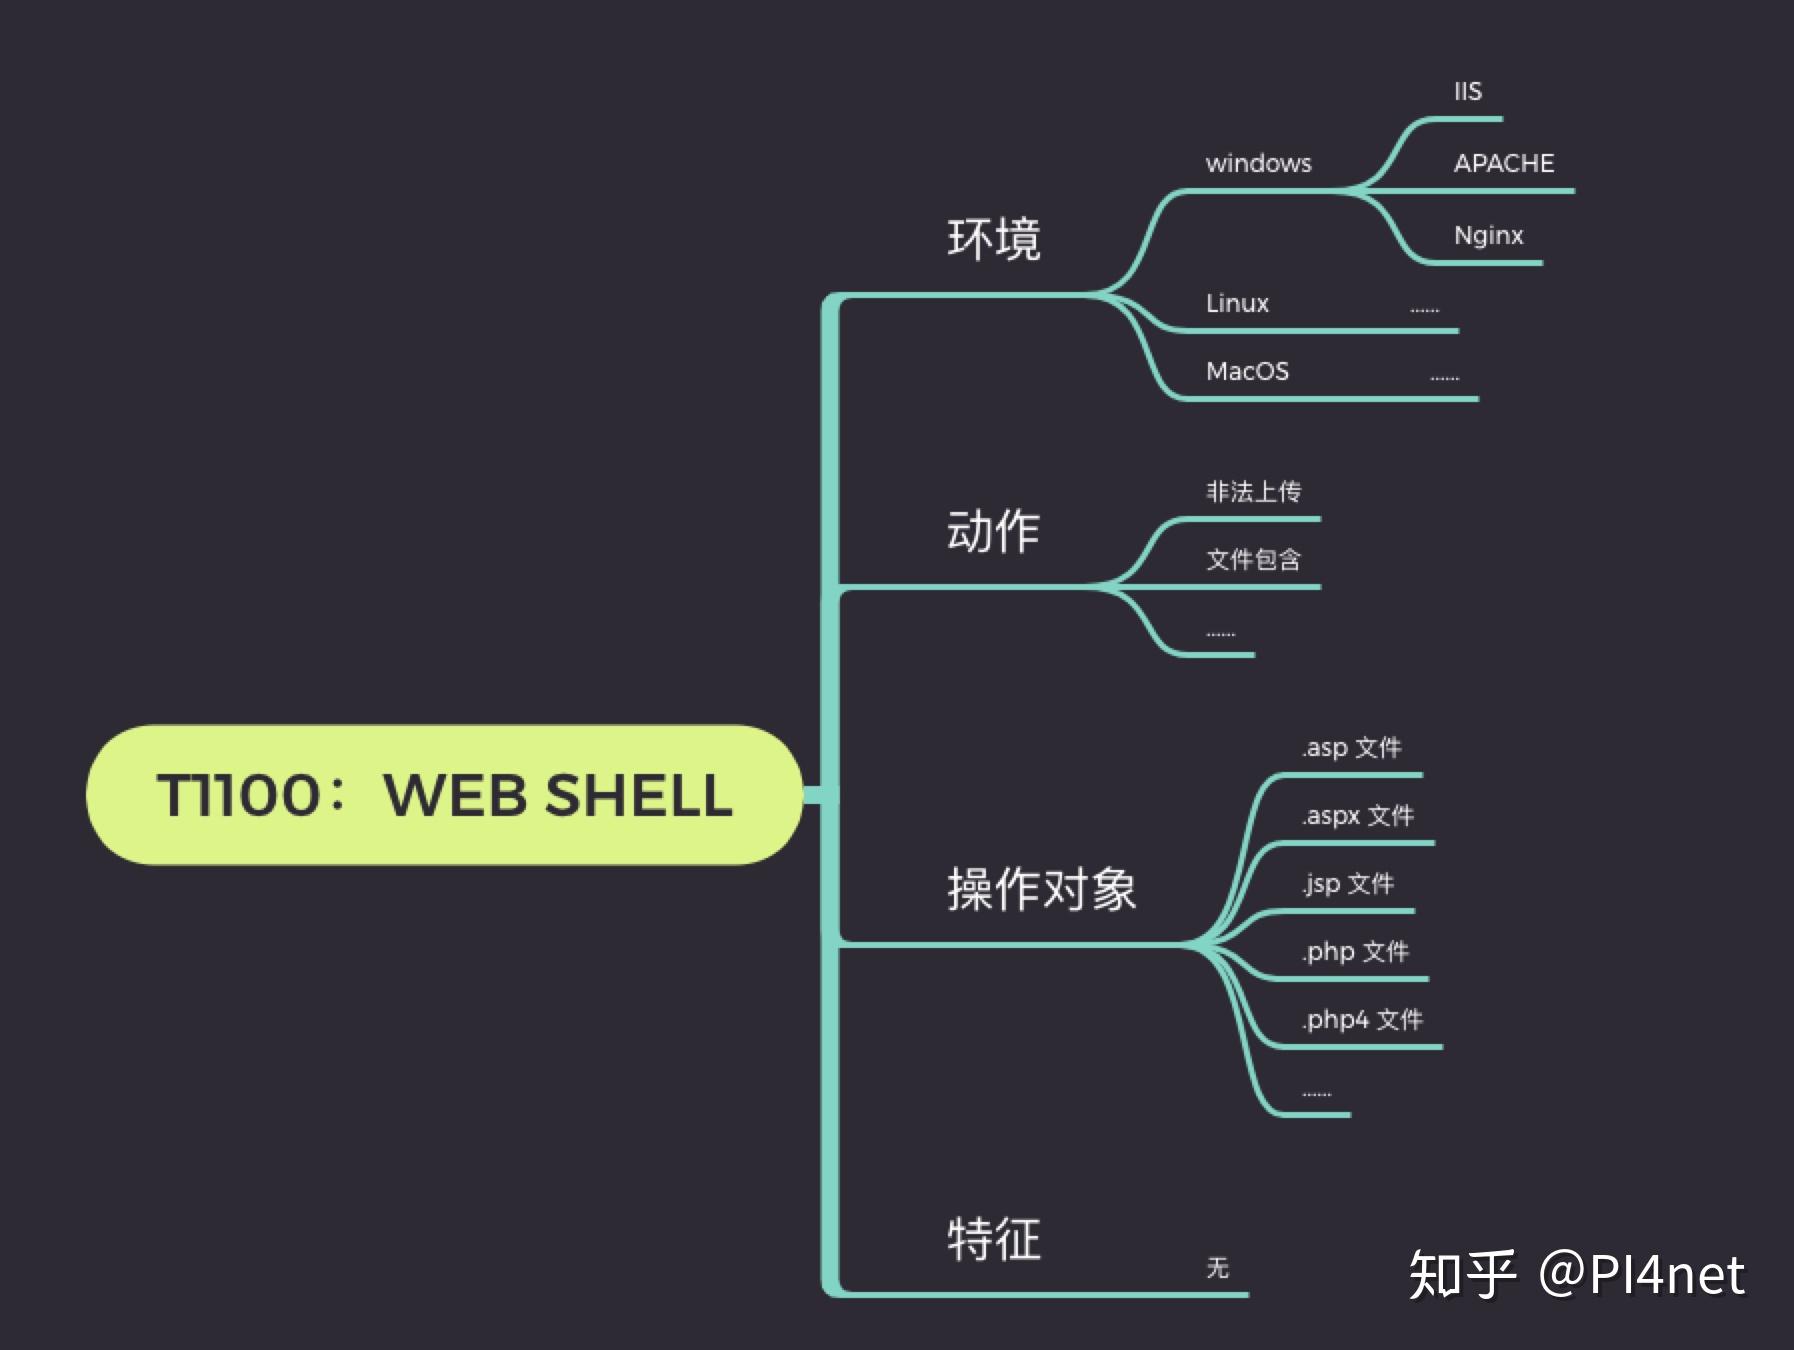 T1100：WEB SHELL
环境
windows
IIS
APACHE
Nginx
Linux ......
MacOS ......
动作
非法上传
文件包含
......
操作对象
.asp 文件
.aspx 文件
.jsp 文件
.php 文件
.php4 文件
......
特征
无
知乎 @PI4net